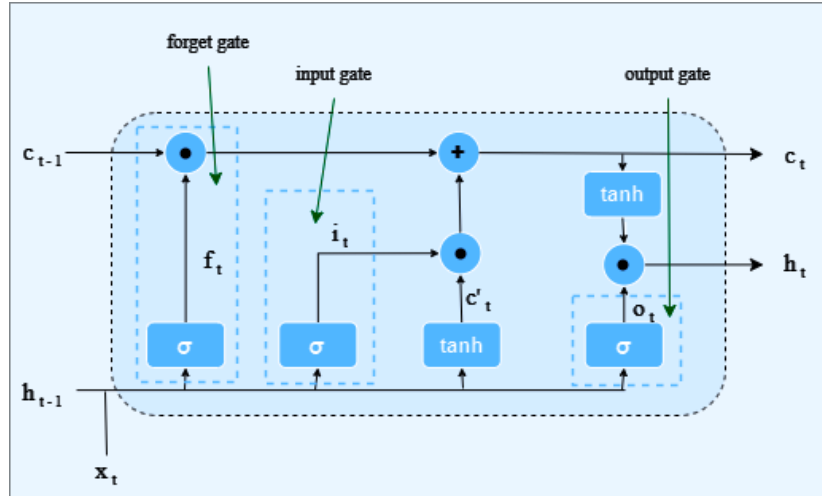 forget gate
input gate
output gate
c t-1
c t
tanh
i t
f t
h t
c' t
o t
σ
σ
tanh
σ
h t-1
x t